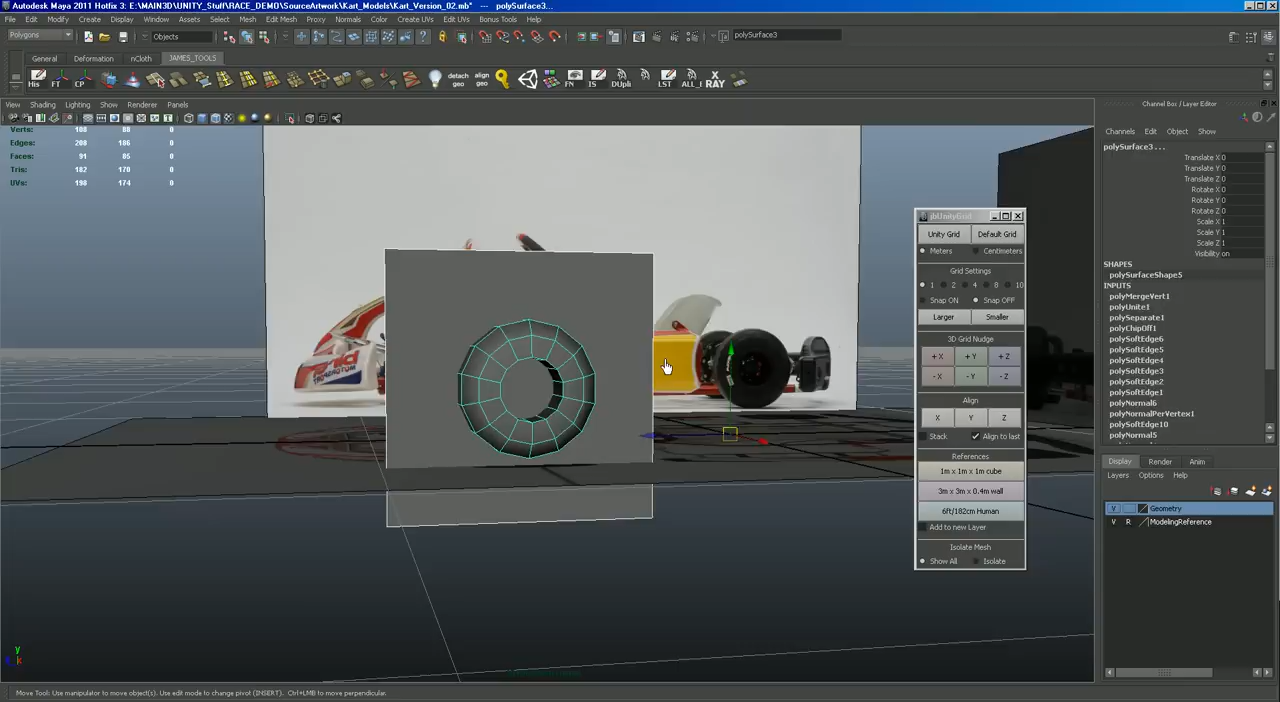 Autodesk Maya 2011 Hotfix 3: E:\MAIN3D\UNITY_Stuff\RACE_DEMO\SourceArtwork\Kart_Models\Kart_Version_02.mb* --- polySurface3...
File Edit Modify Create Display Window Assets Select Mesh Edit Mesh Proxy Normals Color Create UVs Edit UVs Bonus Tools Help
Polygons Objects polySurface3
General Deformation nCloth JAMES_TOOLS
His FT CP detach geo align geo FN IS DUpli LST ALL_I X RAY
View Shading Lighting Show Renderer Panels
Verts: 108 88 0
Edges: 208 186 0
Faces: 91 85 0
Tris: 182 170 0
UVs: 198 174 0
jbUnityGrid
Unity Grid Default Grid
Meters Centimeters
Grid Settings
1 2 4 8 10
Snap ON Snap OFF
Larger Smaller
3D Grid Nudge
+X +Y +Z
-X -Y -Z
Align
X Y Z
Stack Align to last
References
1m x 1m x 1m cube
3m x 3m x 0.4m wall
6ft/182cm Human
Add to new Layer
Isolate Mesh
Show All Isolate
Channel Box / Layer Editor
Channels Edit Object Show
polySurface3...
Translate X 0
Translate Y 0
Translate Z 0
Rotate X 0
Rotate Y 0
Rotate Z 0
Scale X 1
Scale Y 1
Scale Z 1
Visibility on
SHAPES
polySurfaceShape5
INPUTS
polyMergeVert1
polyUnite1
polySeparate1
polyChipOff1
polySoftEdge6
polySoftEdge5
polySoftEdge4
polySoftEdge3
polySoftEdge2
polySoftEdge1
polyNormal6
polyNormalPerVertex1
polySoftEdge10
polyNormal5
Display Render Anim
Layers Options Help
V Geometry
V R ModelingReference
y
z x
Move Tool: Use manipulator to move object(s). Use edit mode to change pivot (INSERT). Ctrl+LMB to move perpendicular.